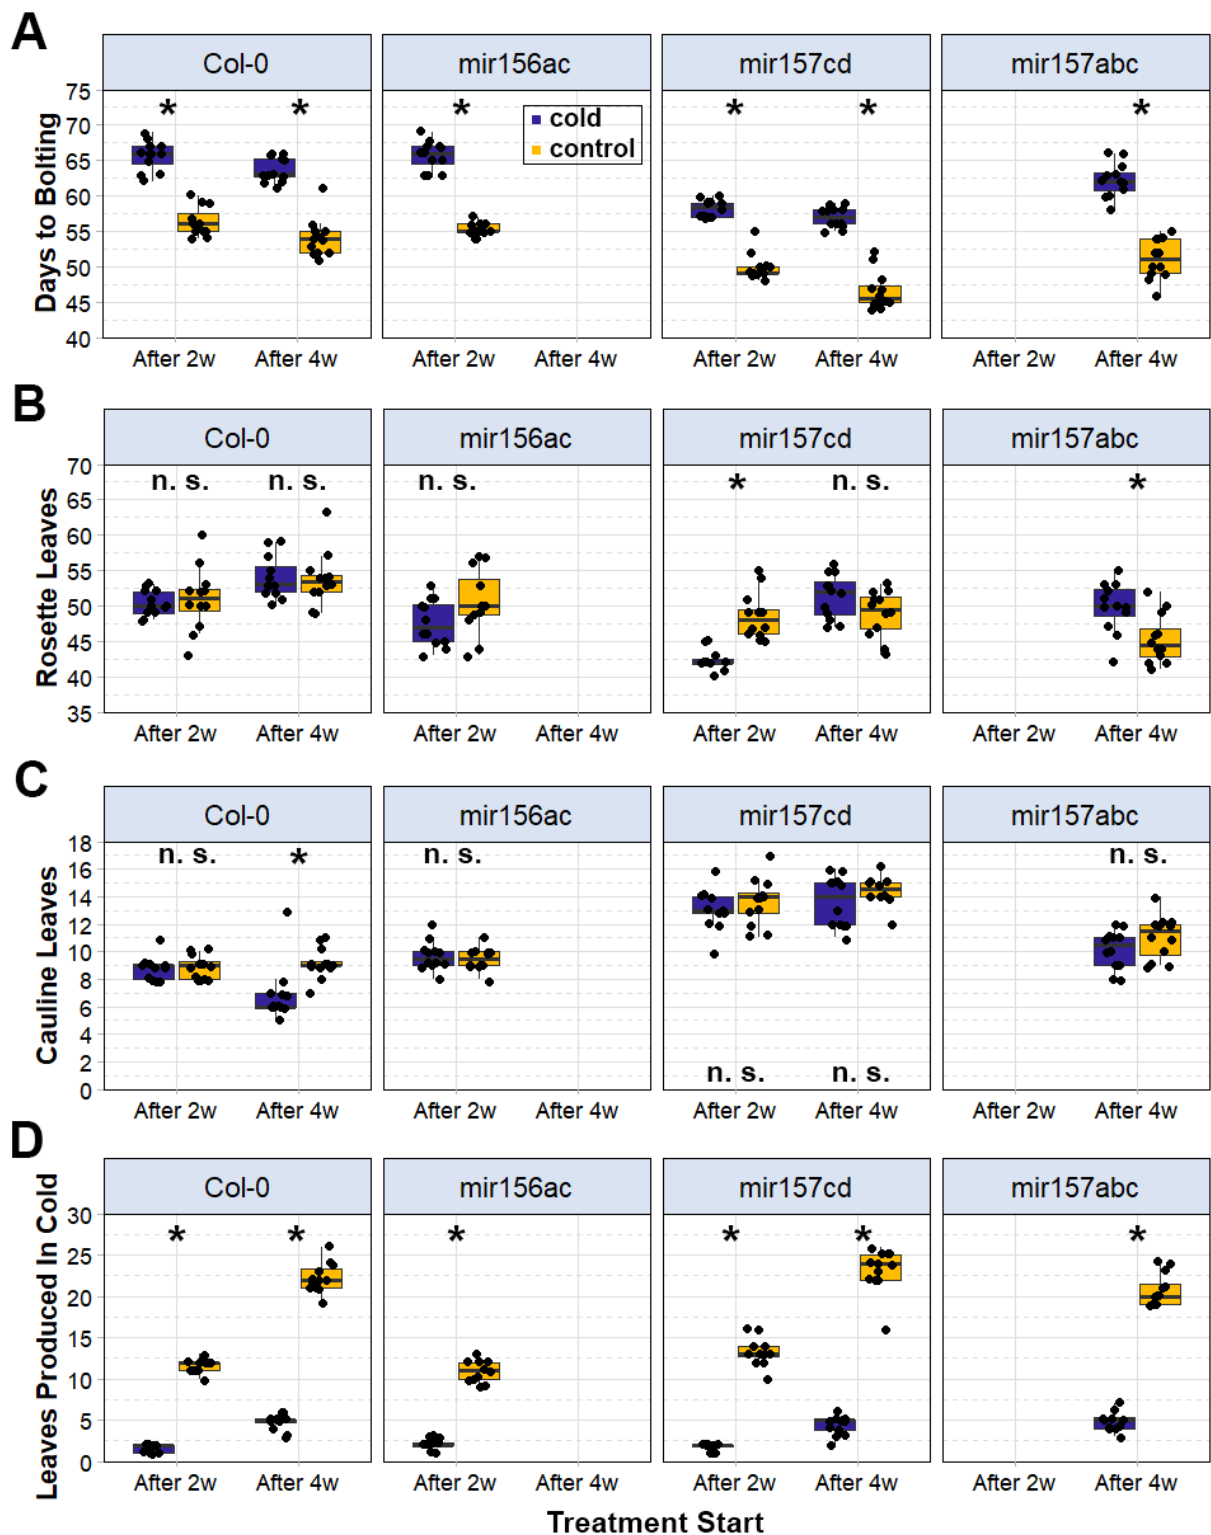 A
Col-0 mir156ac mir157cd mir157abc
Days to Bolting
75
70
65
60
55
50
45
40
* * * * * *
cold
control
After 2w After 4w After 2w After 4w After 2w After 4w After 2w After 4w
B
Col-0 mir156ac mir157cd mir157abc
Rosette Leaves
70
65
60
55
50
45
40
35
n. s. n. s. n. s. * n. s. *
After 2w After 4w After 2w After 4w After 2w After 4w After 2w After 4w
C
Col-0 mir156ac mir157cd mir157abc
Cauline Leaves
18
16
14
12
10
8
6
4
2
0
n. s. * n. s. n. s.
n. s. n. s.
After 2w After 4w After 2w After 4w After 2w After 4w After 2w After 4w
D
Col-0 mir156ac mir157cd mir157abc
Leaves Produced In Cold
30
25
20
15
10
5
0
* * * * * *
After 2w After 4w After 2w After 4w After 2w After 4w After 2w After 4w
Treatment Start